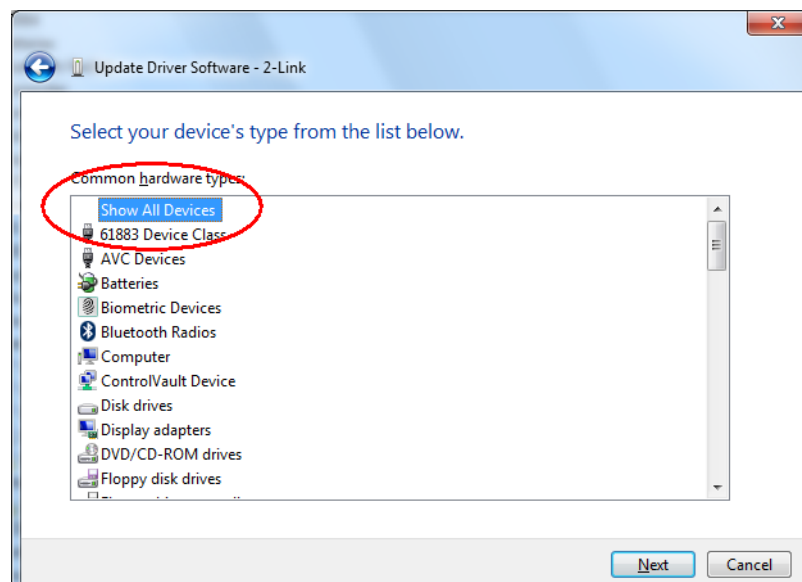 Update Driver Software - 2-Link
Select your device's type from the list below.
Common hardware types:
Show All Devices
61883 Device Class
AVC Devices
Batteries
Biometric Devices
Bluetooth Radios
Computer
ControlVault Device
Disk drives
Display adapters
DVD/CD-ROM drives
Floppy disk drives
Next
Cancel